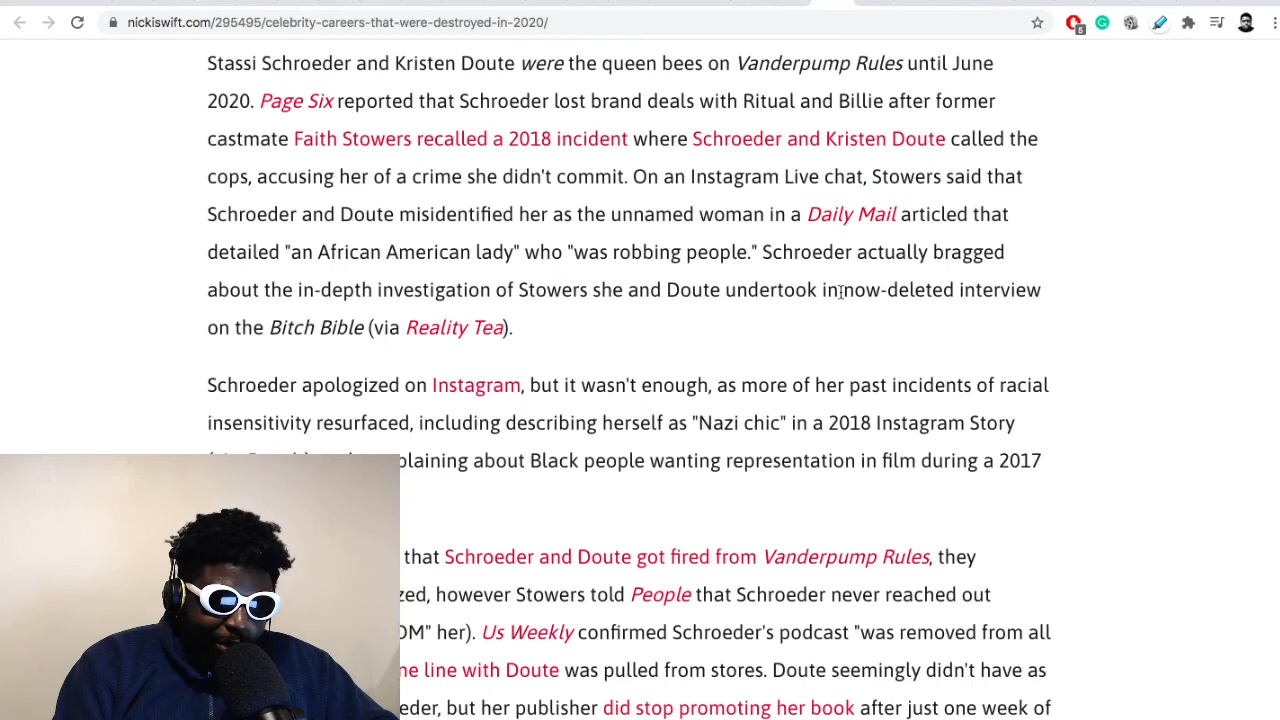 nickiswift.com/295495/celebrity-careers-that-were-destroyed-in-2020/
5
Stassi Schroeder and Kristen Doute were the queen bees on Vanderpump Rules until June
2020. Page Six reported that Schroeder lost brand deals with Ritual and Billie after former
castmate Faith Stowers recalled a 2018 incident where Schroeder and Kristen Doute called the
cops, accusing her of a crime she didn't commit. On an Instagram Live chat, Stowers said that
Schroeder and Doute misidentified her as the unnamed woman in a Daily Mail articled that
detailed "an African American lady" who "was robbing people." Schroeder actually bragged
about the in-depth investigation of Stowers she and Doute undertook in now-deleted interview
on the Bitch Bible (via Reality Tea).
Schroeder apologized on Instagram, but it wasn't enough, as more of her past incidents of racial
insensitivity resurfaced, including describing herself as "Nazi chic" in a 2018 Instagram Story
about Black people wanting representation in film during a 2017
that Schroeder and Doute got fired from Vanderpump Rules, they
however Stowers told People that Schroeder never reached out
her). Us Weekly confirmed Schroeder's podcast "was removed from all
line with Doute was pulled from stores. Doute seemingly didn't have as
but her publisher did stop promoting her book after just one week of